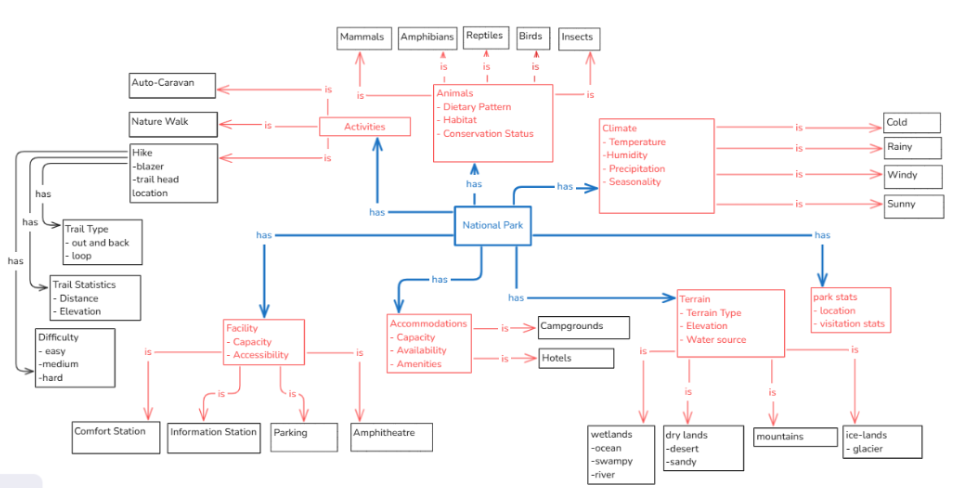 Mammals
Amphibians
Reptiles
Birds
Insects
is
is
is
is
is
Auto-Caravan
is
Animals
- Dietary Pattern
- Habitat
- Conservation Status
Nature Walk
is
Activities
Climate
- Temperature
-Humidity
- Precipitation
- Seasonality
is
Cold
is
Rainy
is
Windy
is
Sunny
Hike
-blazer
-trail head
location
is
has
has
has
has
has
has
National Park
Trail Type
- out and back
- loop
has
has
has
has
has
Trail Statistics
- Distance
- Elevation
Difficulty
- easy
-medium
-hard
Facility
- Capacity
- Accessibility
Accommodations
- Capacity
- Availability
- Amenities
is
Campgrounds
is
Hotels
Terrain
- Terrain Type
- Elevation
- Water source
park stats
- location
- visitation stats
is
is
is
is
is
is
is
is
Comfort Station
Information Station
Parking
Amphitheatre
wetlands
-ocean
-swampy
-river
dry lands
-desert
-sandy
mountains
ice-lands
- glacier